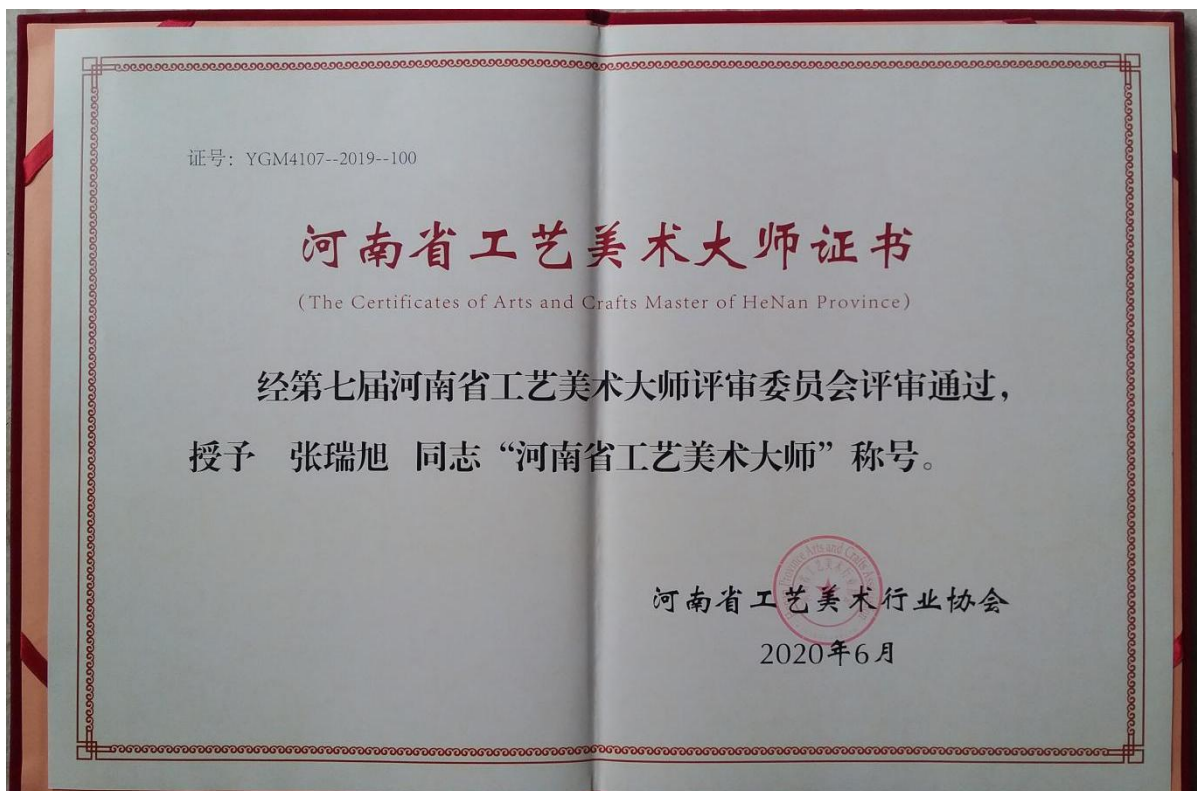 证号：YGM4107--2019--100
河南省工艺美术大师证书
(The Certificates of Arts and Crafts Master of HeNan Province)
经第七届河南省工艺美术大师评审委员会评审通过，
授予 张瑞旭 同志“河南省工艺美术大师”称号。
Province Arts and Crafts
河南省工艺美术行业协会
2020年6月